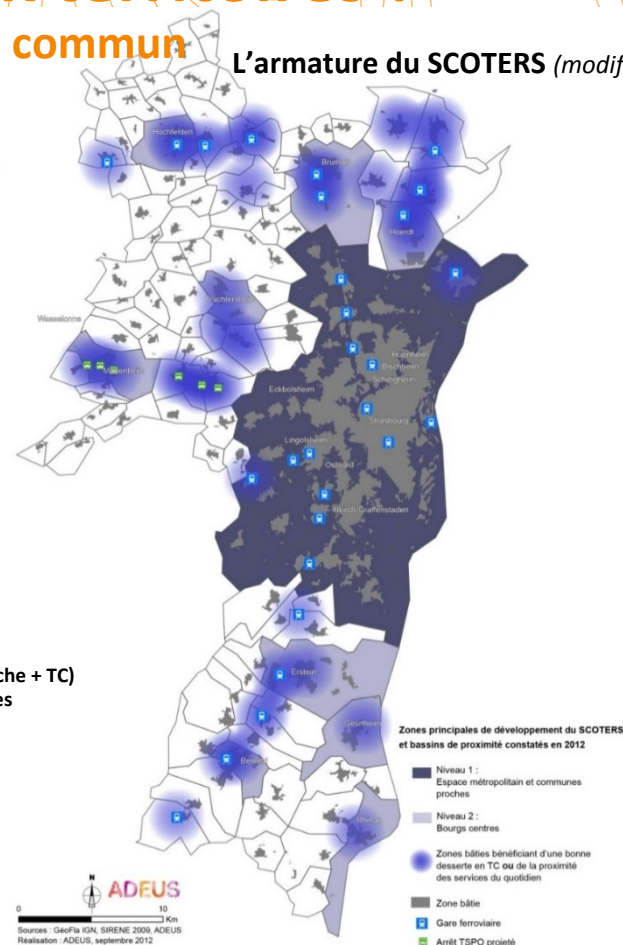 commun
L'armature du SCOTERS (modif
Hochfelden
Brumath
Hoerdt
Truchtersheim
Wasselonne
Marlenheim
Hoenheim
Bischheim
Schiltigheim
Eckbolsheim
Strasbourg
Lingolsheim
Ostwald
Illkirch-Graffenstaden
che + TC)
es
Erstein
Gerstheim
Benfeld
Rhinau
Zones principales de développement du SCOTERS
et bassins de proximité constatés en 2012
Niveau 1 :
Espace métropolitain et communes
proches
Niveau 2 :
Bourgs centres
Zones bâties bénéficiant d'une bonne
desserte en TC ou de la proximité
des services du quotidien
Zone bâtie
Gare ferroviaire
Arrêt TSPO projeté
N
ADEUS
0 10
Km
Sources : GéoFla IGN, SIRENE 2009, ADEUS
Réalisation : ADEUS, septembre 2012